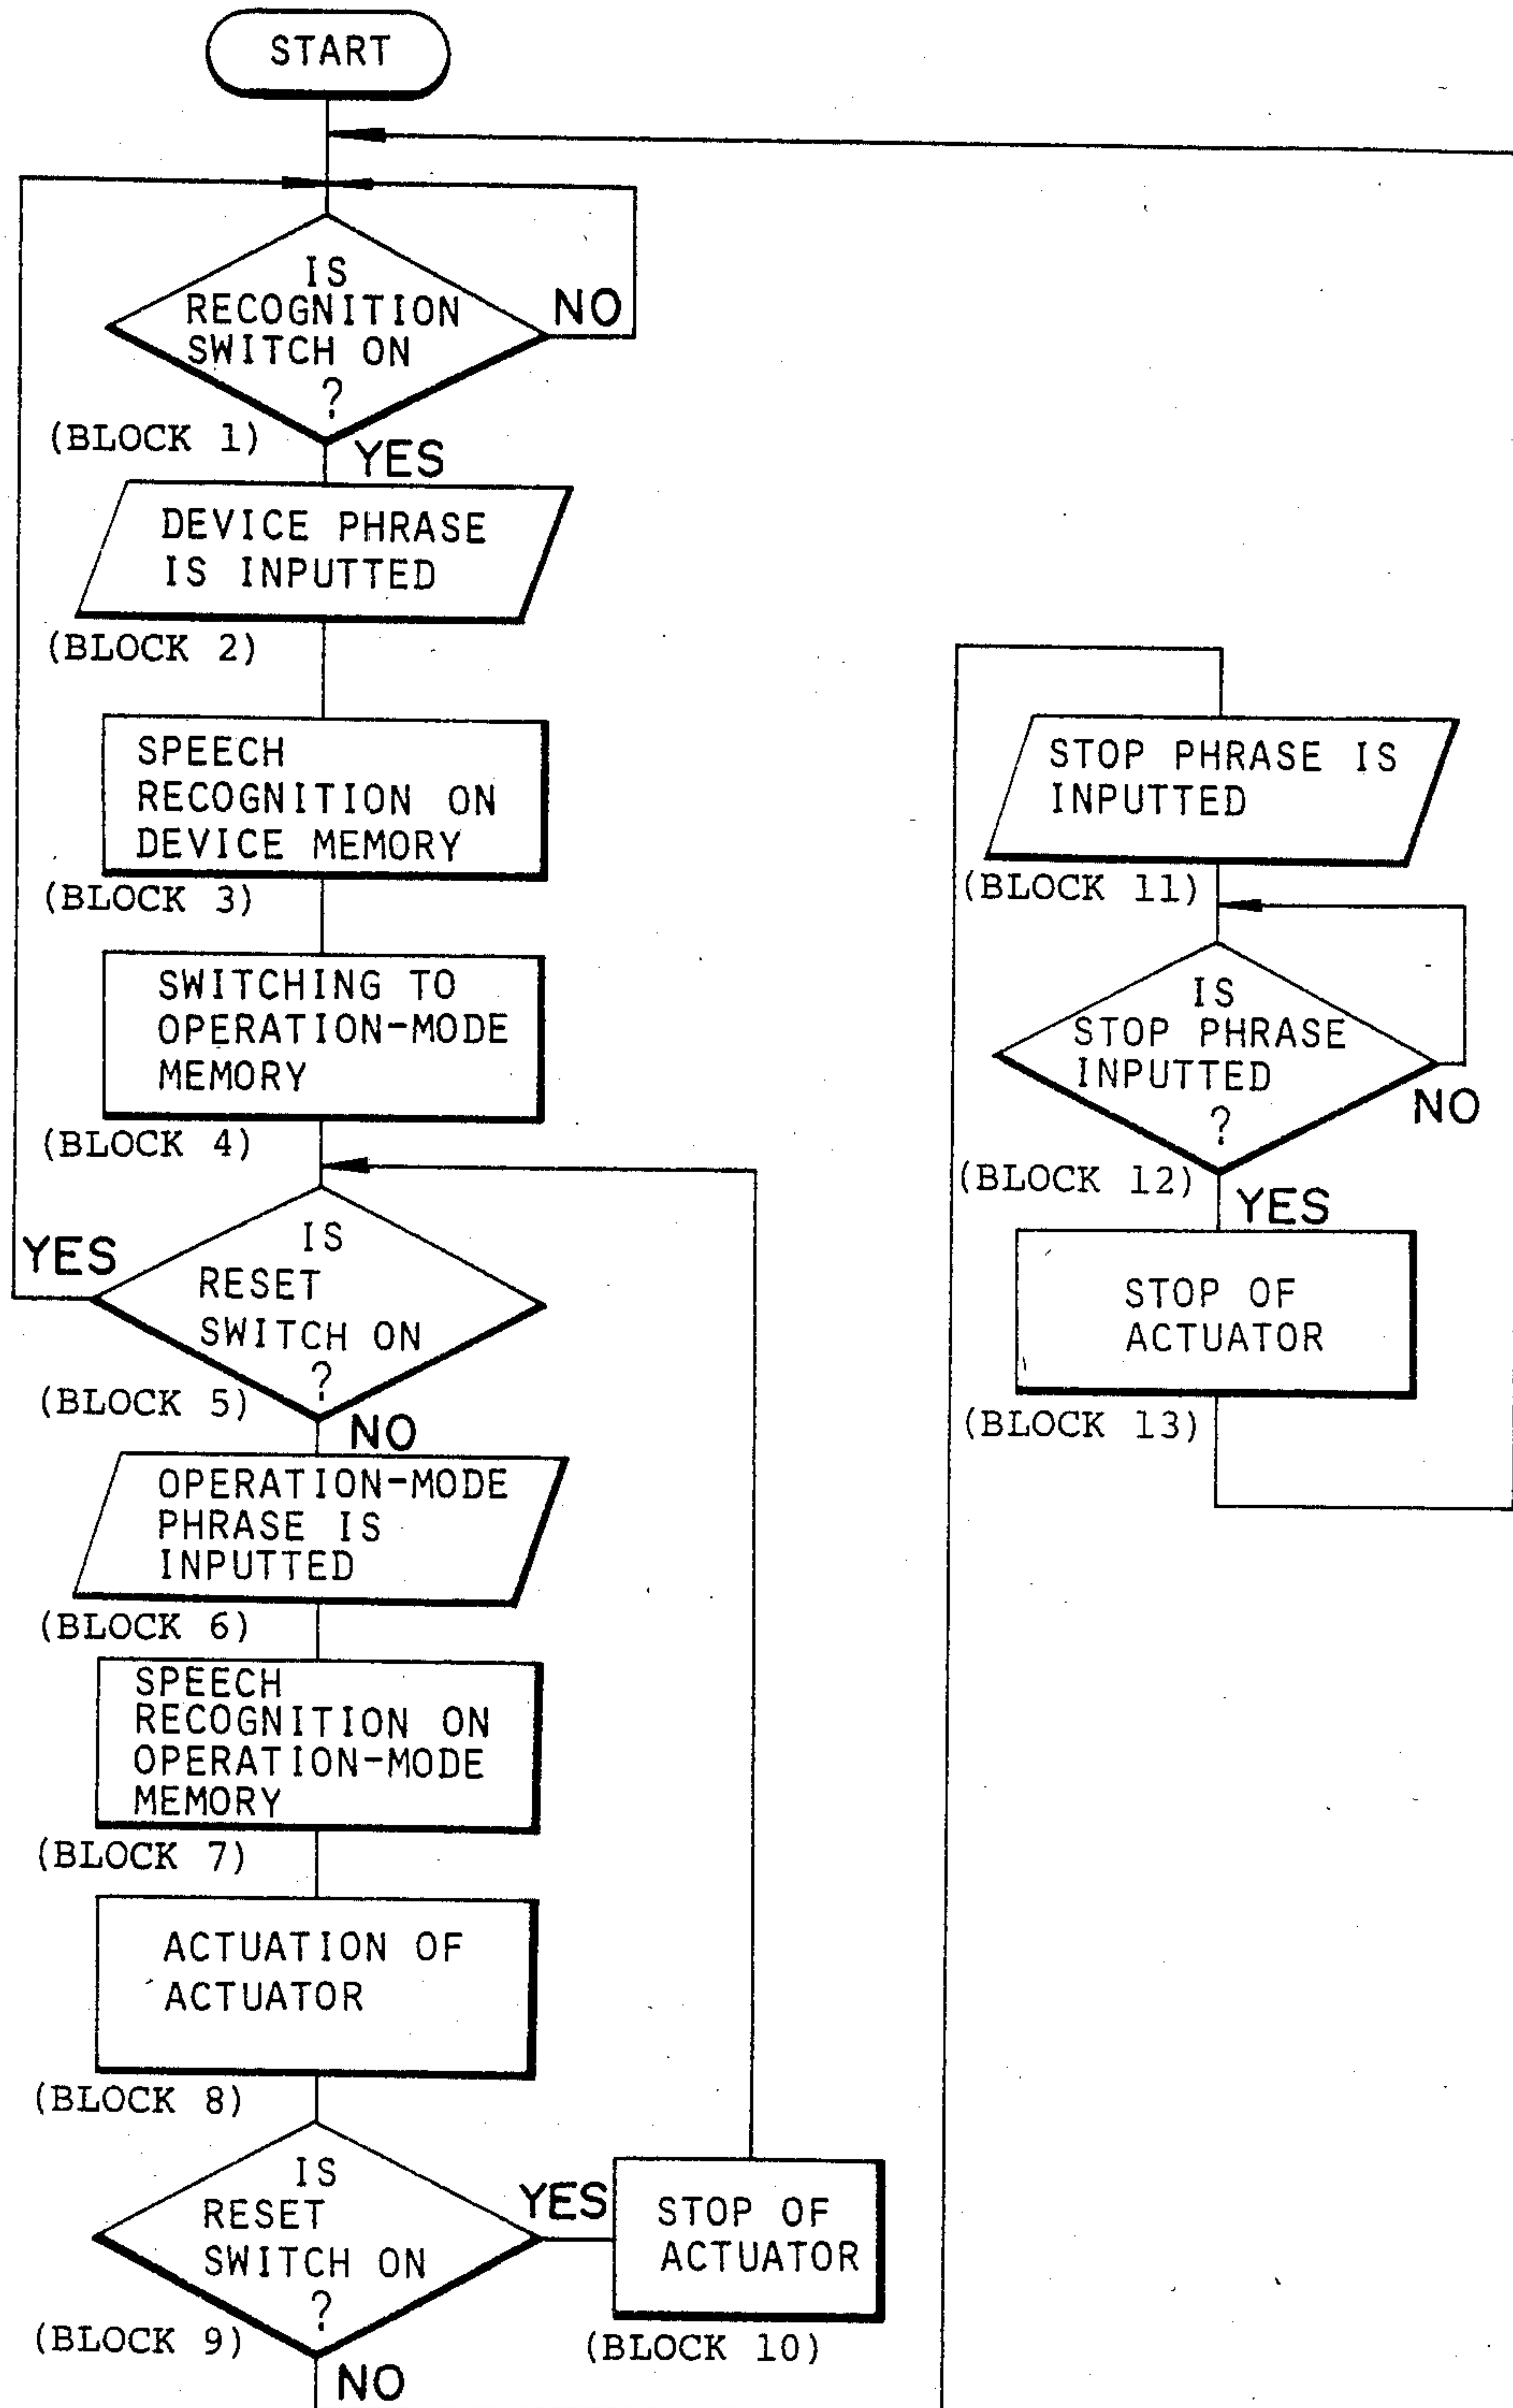 START
IS
RECOGNITION
SWITCH ON
?
NO
(BLOCK 1)
YES
DEVICE PHRASE
IS INPUTTED
(BLOCK 2)
SPEECH
RECOGNITION ON
DEVICE MEMORY
(BLOCK 3)
SWITCHING TO
OPERATION-MODE
MEMORY
(BLOCK 4)
YES
IS
RESET
SWITCH ON
?
(BLOCK 5)
NO
OPERATION-MODE
PHRASE IS
INPUTTED
(BLOCK 6)
SPEECH
RECOGNITION ON
OPERATION-MODE
MEMORY
(BLOCK 7)
ACTUATION OF
ACTUATOR
(BLOCK 8)
IS
RESET
SWITCH ON
?
YES
(BLOCK 9)
NO
STOP OF
ACTUATOR
(BLOCK 10)
STOP PHRASE IS
INPUTTED
(BLOCK 11)
IS
STOP PHRASE
INPUTTED
?
NO
(BLOCK 12)
YES
STOP OF
ACTUATOR
(BLOCK 13)